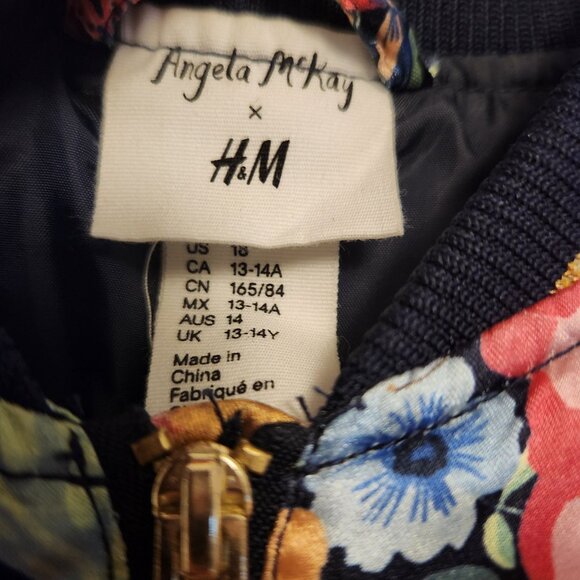 Angela McKay
×
H&M
US 18
CA 13-14A
CN 165/84
MX 13-14A
AUS 14
UK 13-14Y
Made in
China
Fabriqué en